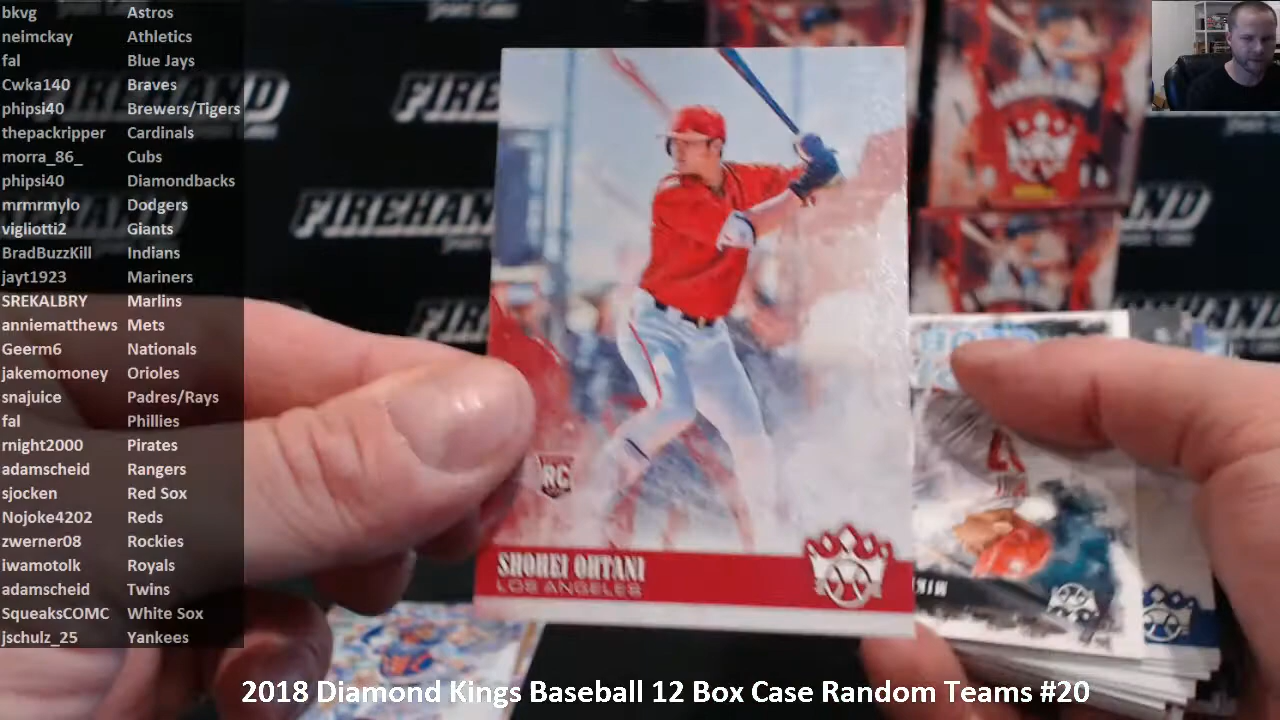 bkvg Astros
neimckay Athletics
fal Blue Jays
Cwka140 Braves
phipsi40 Brewers/Tigers
thepackripper Cardinals
morra_86_ Cubs
phipsi40 Diamondbacks
mrmrmylo Dodgers
vigliotti2 Giants
BradBuzzKill Indians
jayt1923 Mariners
SREKALBRY Marlins
anniematthews Mets
Geerm6 Nationals
jakemomoney Orioles
snajuice Padres/Rays
fal Phillies
rnight2000 Pirates
adamscheid Rangers
sjocken Red Sox
Nojoke4202 Reds
zwerner08 Rockies
iwamotolk Royals
adamscheid Twins
SqueaksCOMC White Sox
jschulz_25 Yankees
FIREHAND
FIREHAND
RC
SHOHEI OHTANI
LOS ANGELES
2018 Diamond Kings Baseball 12 Box Case Random Teams #20